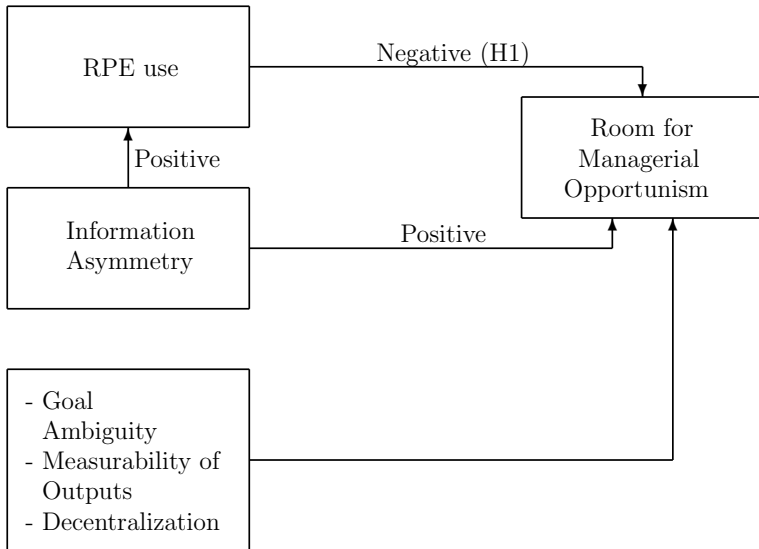 RPE use
Negative (H1)
Room for
Managerial
Opportunism
Positive
Information
Asymmetry
Positive
- Goal
Ambiguity
- Measurability of
Outputs
- Decentralization